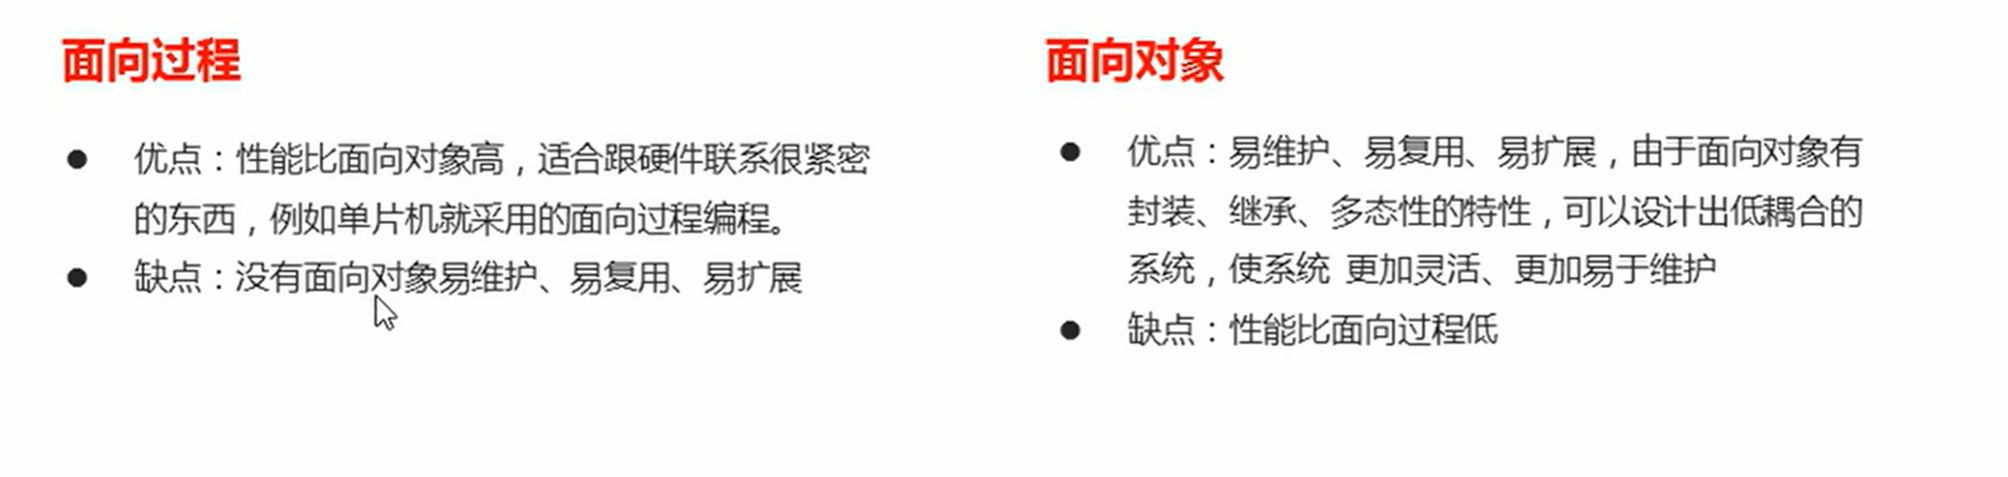 面向过程
优点：性能比面向对象高，适合跟硬件联系很紧密
的东西，例如单片机就采用的面向过程编程。
缺点：没有面向对象易维护、易复用、易扩展
面向对象
优点：易维护、易复用、易扩展，由于面向对象有
封装、继承、多态性的特性，可以设计出低耦合的
系统，使系统 更加灵活、更加易于维护
缺点：性能比面向过程低